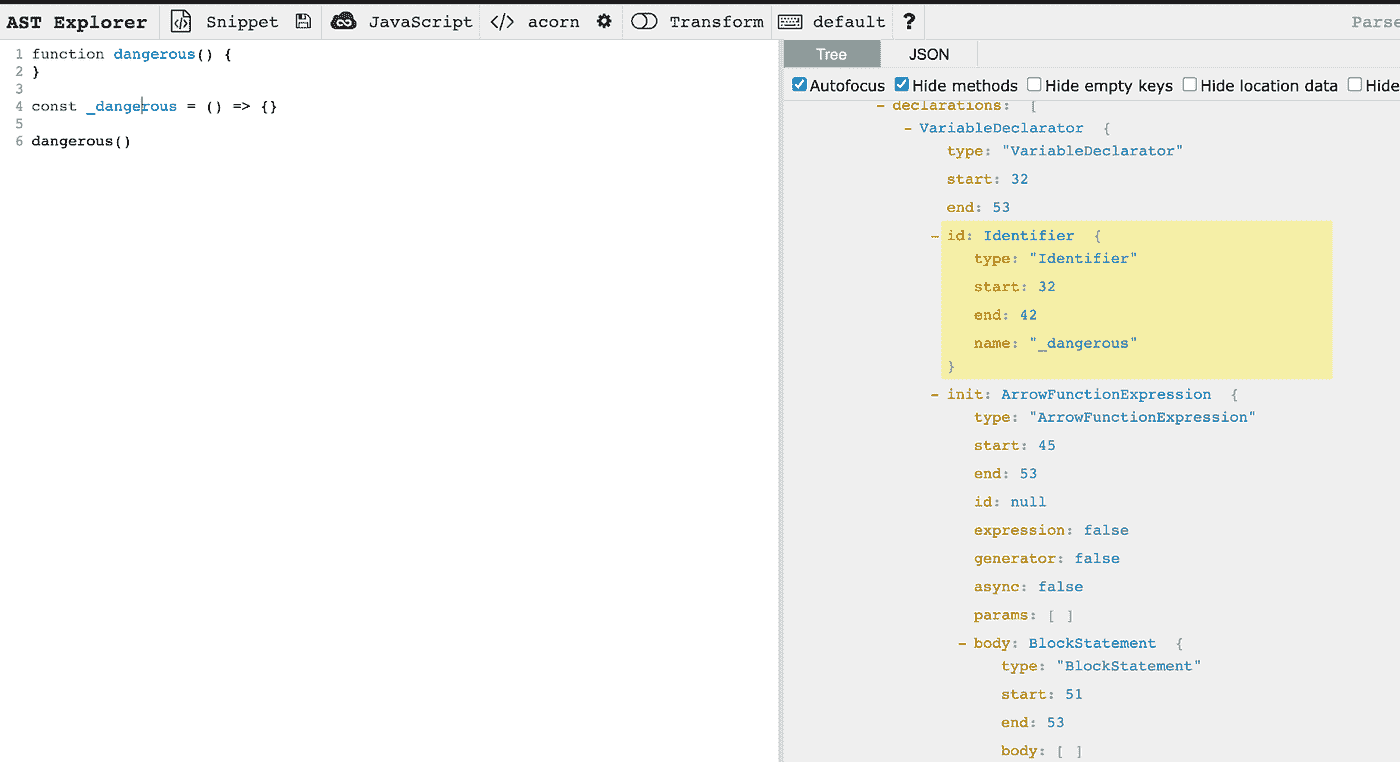 AST Explorer Snippet JavaScript </> acorn Transform default ? Parse
1 function dangerous() {
2 }
3
4 const _dangerous = () => {}
5
6 dangerous()
Tree JSON
Autofocus Hide methods Hide empty keys Hide location data Hide
- declarations: [
- VariableDeclarator {
type: "VariableDeclarator"
start: 32
end: 53
- id: Identifier {
type: "Identifier"
start: 32
end: 42
name: "_dangerous"
}
- init: ArrowFunctionExpression {
type: "ArrowFunctionExpression"
start: 45
end: 53
id: null
expression: false
generator: false
async: false
params: [ ]
- body: BlockStatement {
type: "BlockStatement"
start: 51
end: 53
body: [ ]